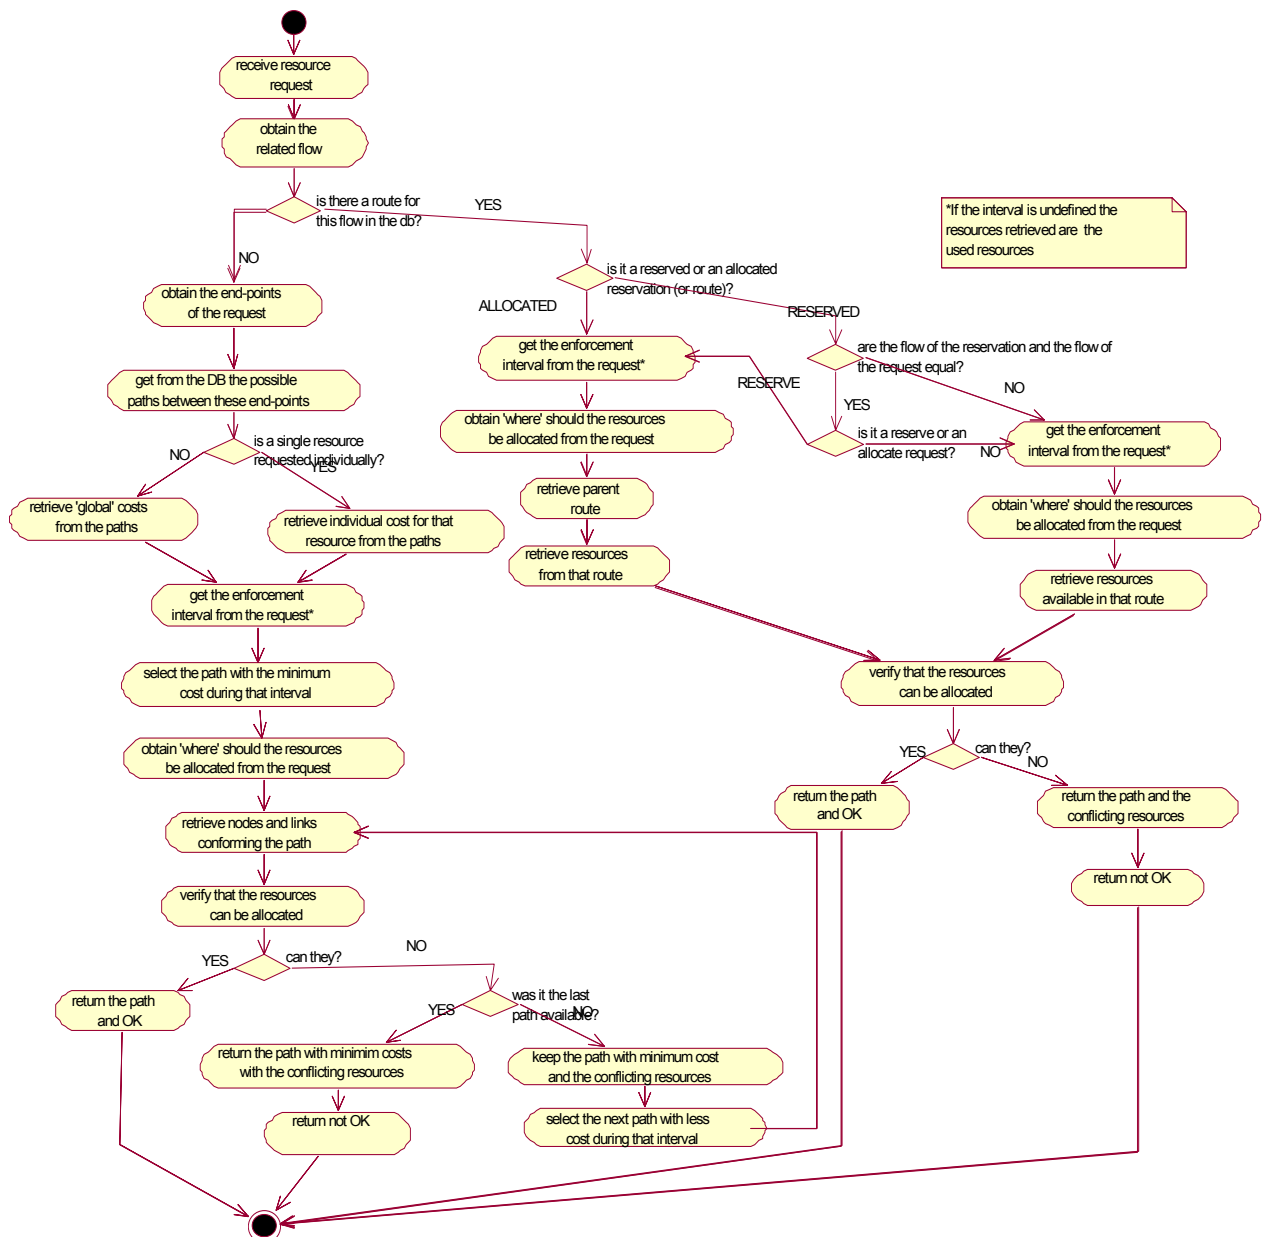 receive resource
request
obtain the
related flow
is there a route for
this flow in the db?
YES
NO
*If the interval is undefined the
resources retrieved are the
used resources
is it a reserved or an allocated
reservation (or route)?
ALLOCATED
RESERVED
obtain the end-points
of the request
get the enforcement
interval from the request*
are the flow of the reservation and the flow of
the request equal?
NO
YES
RESERVE
get from the DB the possible
paths between these end-points
obtain 'where' should the resources
be allocated from the request
is it a reserve or an
allocate request?
NO
get the enforcement
interval from the request*
is a single resource
requested individually?
NO
YES
retrieve 'global' costs
from the paths
retrieve individual cost for that
resource from the paths
retrieve parent
route
obtain 'where' should the resources
be allocated from the request
retrieve resources
from that route
retrieve resources
available in that route
get the enforcement
interval from the request*
select the path with the minimum
cost during that interval
verify that the resources
can be allocated
obtain 'where' should the resources
be allocated from the request
can they?
YES
NO
return the path
and OK
return the path and the
conflicting resources
retrieve nodes and links
conforming the path
return not OK
verify that the resources
can be allocated
can they?
YES
NO
return the path
and OK
was it the last
path available?
YES
NO
return the path with minimim costs
with the conflicting resources
keep the path with minimum cost
and the conflicting resources
return not OK
select the next path with less
cost during that interval